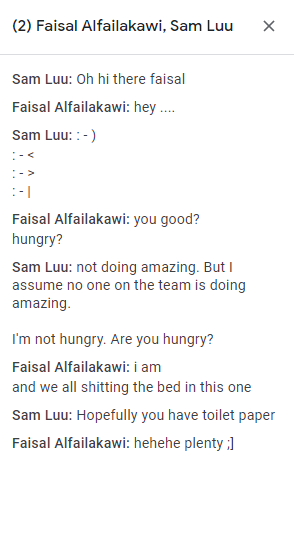 (2) Faisal Alfailakawi, Sam Luu
Sam Luu: Oh hi there faisal
Faisal Alfailakawi: hey ....
Sam Luu: : - )
: - <
: - >
: - |
Faisal Alfailakawi: you good?
hungry?
Sam Luu: not doing amazing. But I
assume no one on the team is doing
amazing.
I'm not hungry. Are you hungry?
Faisal Alfailakawi: i am
and we all shitting the bed in this one
Sam Luu: Hopefully you have toilet paper
Faisal Alfailakawi: hehehe plenty ;]